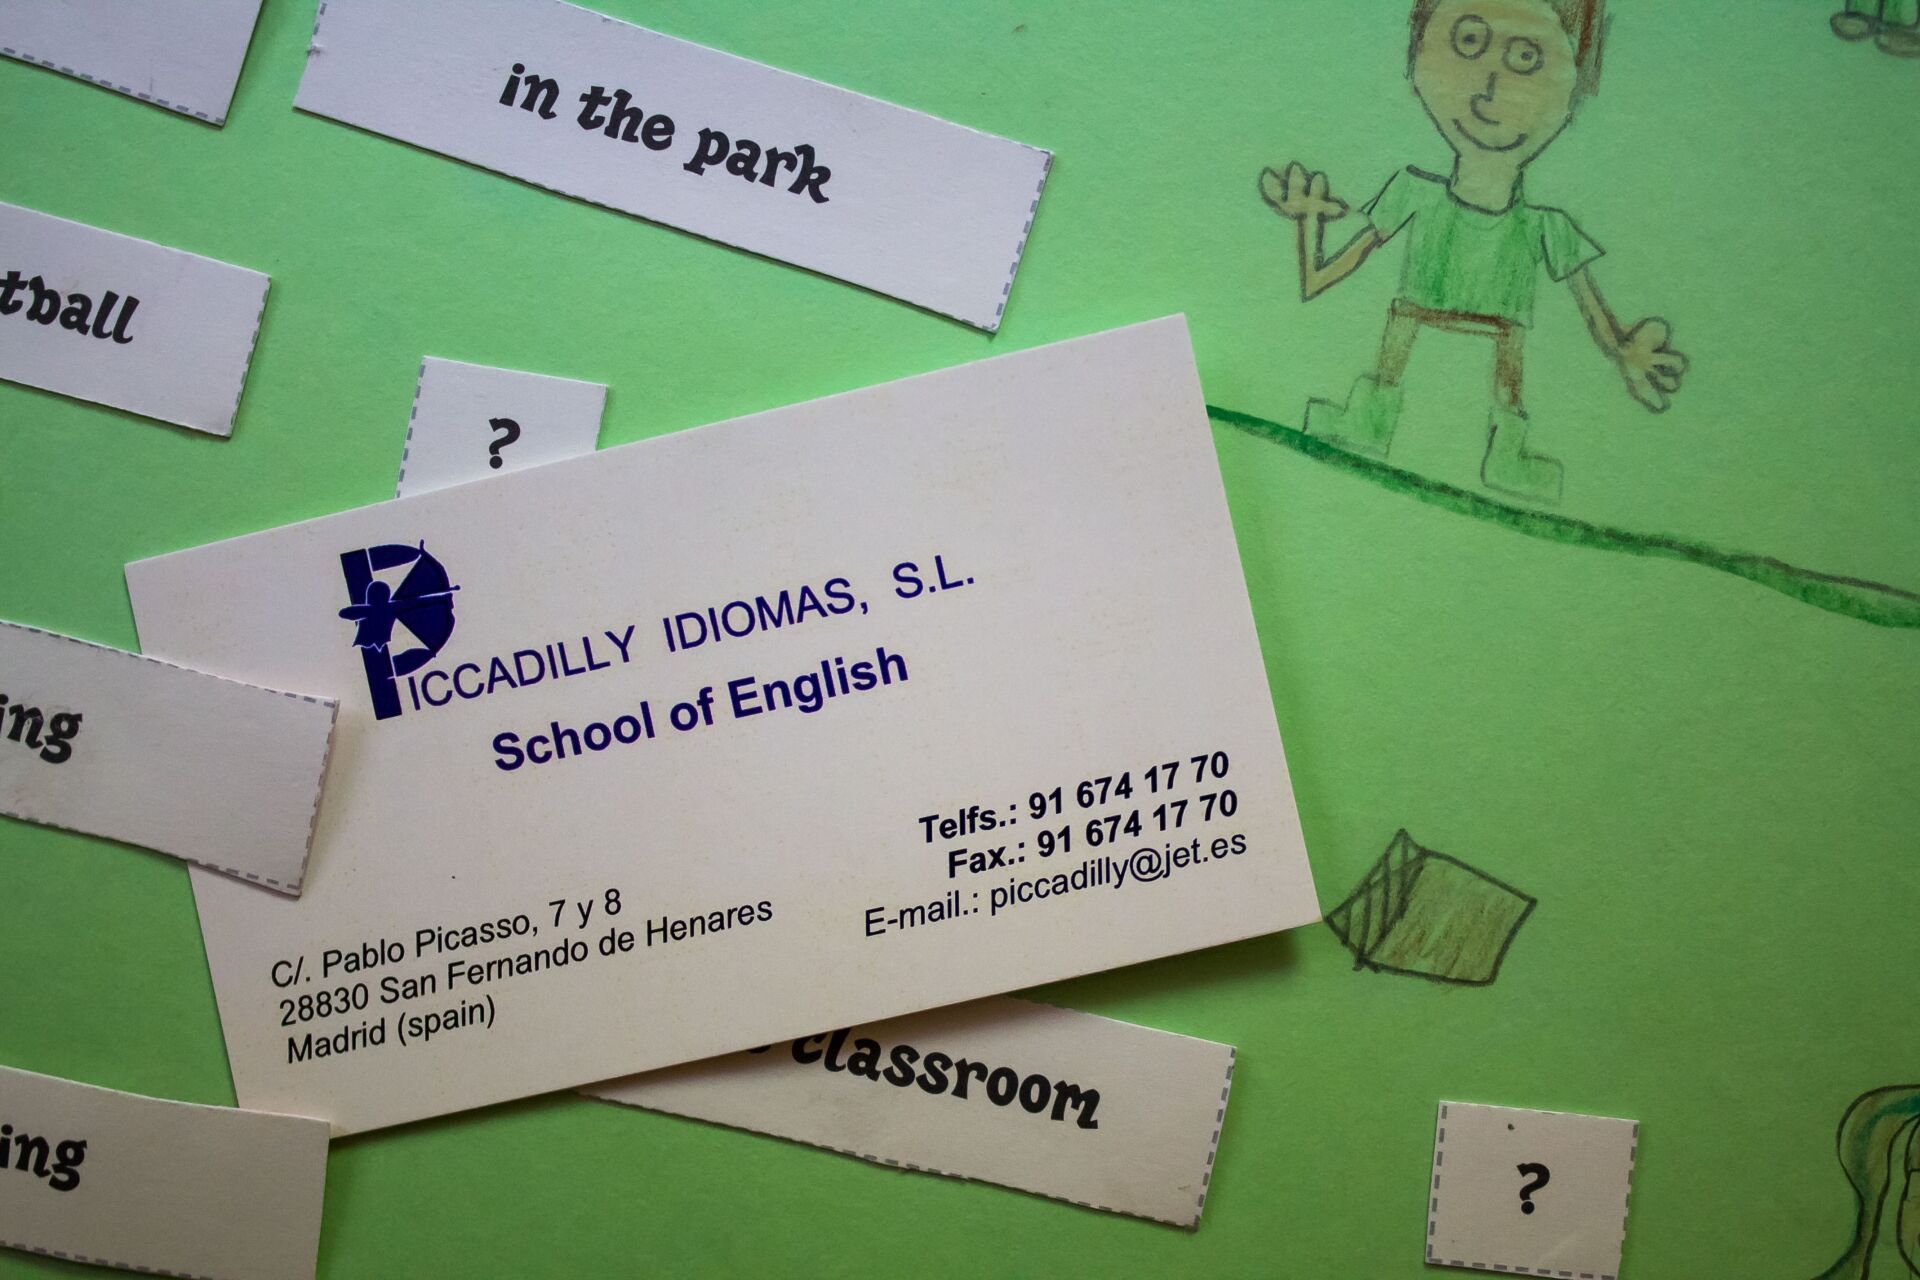 in the park
tball
?
PICCADILLY IDIOMAS, S.L.
School of English
ing
Telfs.: 91 674 17 70
Fax.: 91 674 17 70
E-mail.: piccadilly@jet.es
C/. Pablo Picasso, 7 y 8
28830 San Fernando de Henares
Madrid (spain)
classroom
ing
?